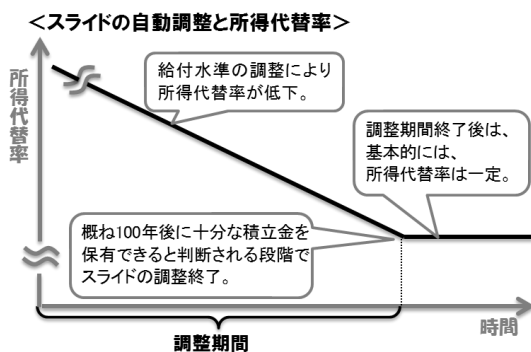 ＜スライドの自動調整と所得代替率＞
所得代替率
給付水準の調整により
所得代替率が低下。
調整期間終了後は、
基本的には、
所得代替率は一定。
概ね100年後に十分な積立金を
保有できると判断される段階で
スライドの調整終了。
時間
調整期間